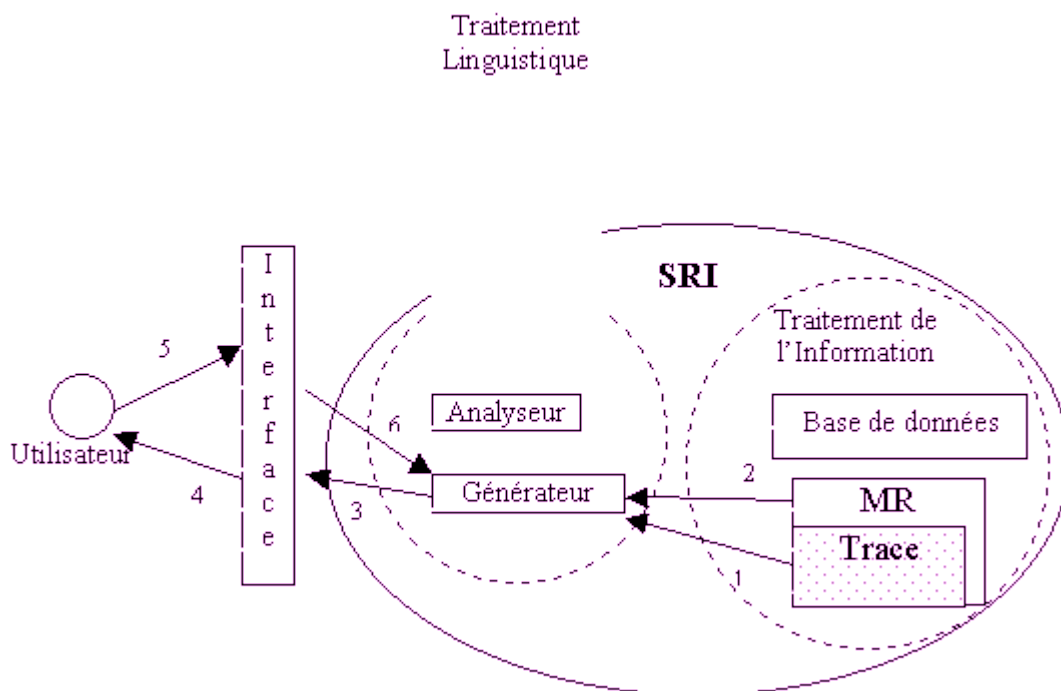 Traitement
Linguistique
SRI
Traitement de
l'Information
Interface
5
6
Analyseur
Base de données
Utilisateur
4
3
Générateur
2
MR
Trace
1